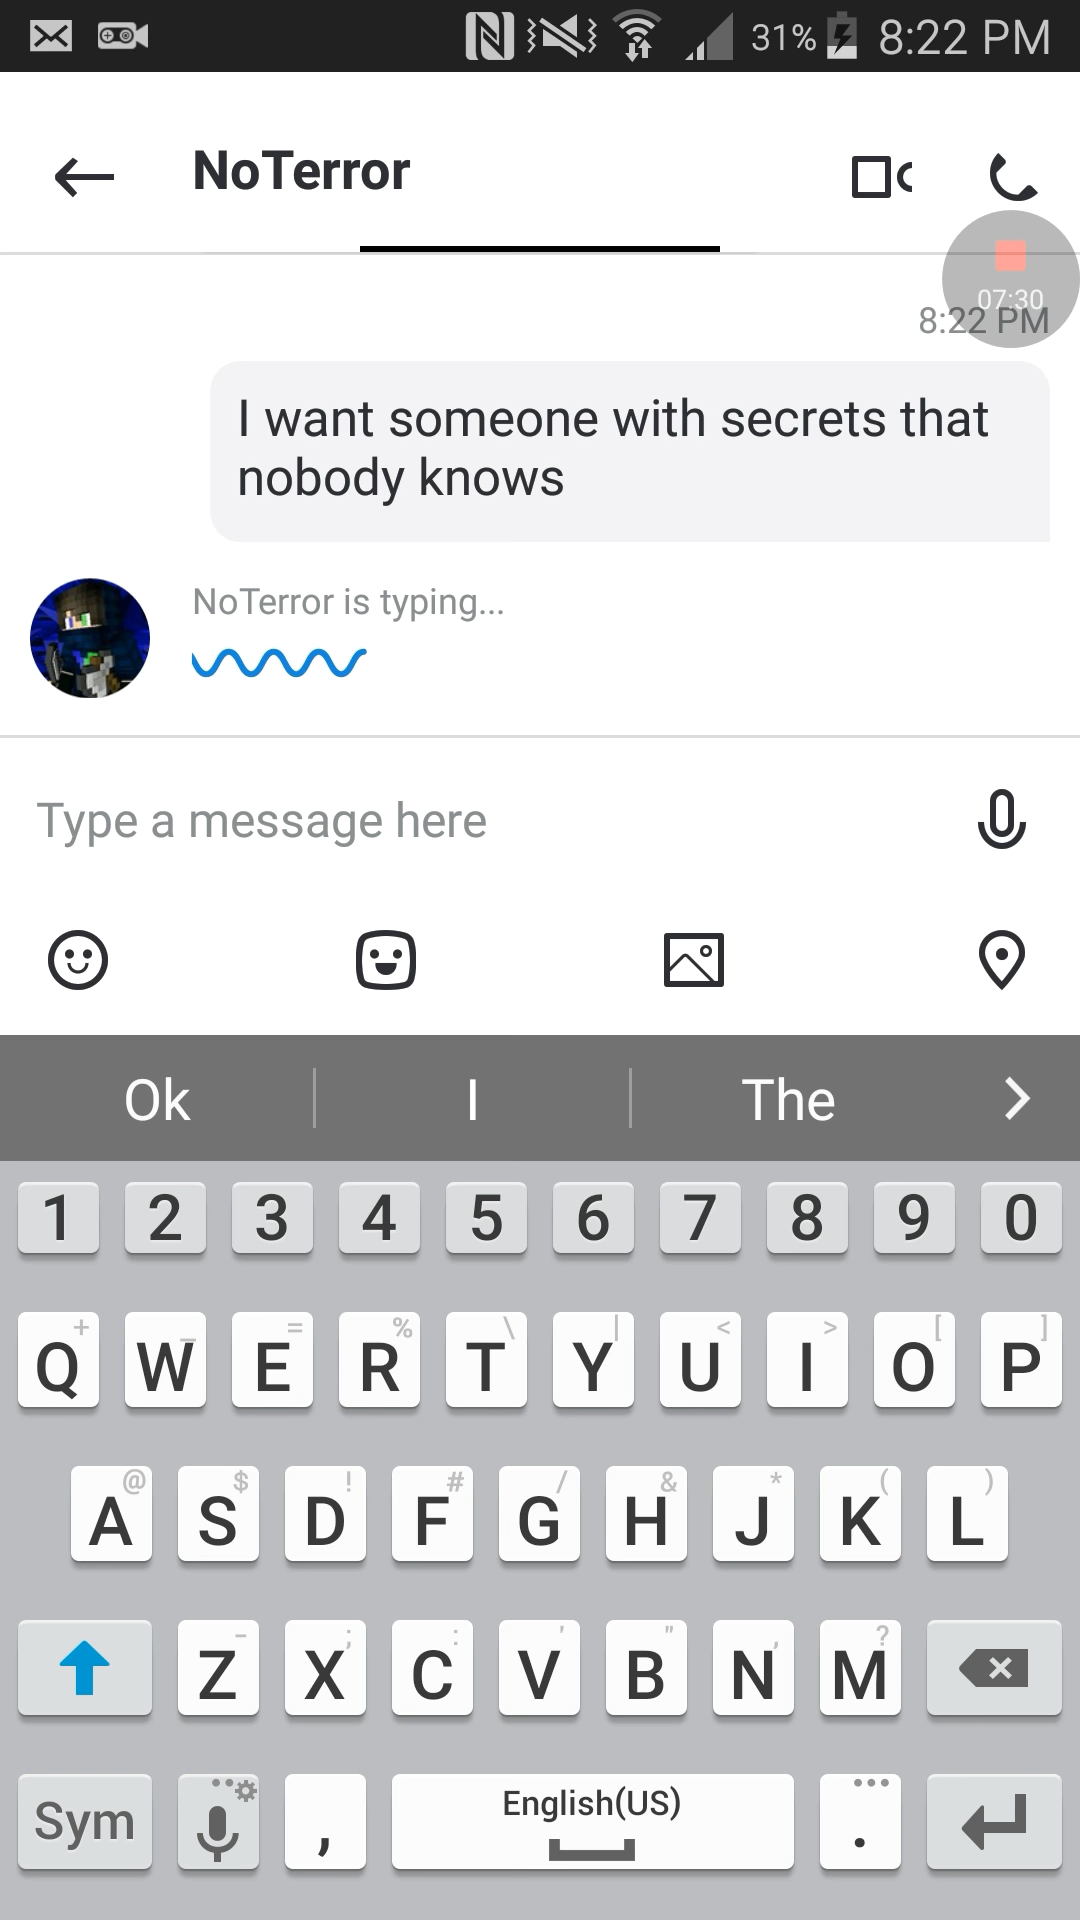 31% 8:22 PM
NoTerror
07:30
8:22 PM
I want someone with secrets that
nobody knows
NoTerror is typing...
Type a message here
Ok I The
1 2 3 4 5 6 7 8 9 0
+ _ = % \ | < > [ ]
Q W E R T Y U I O P
@ $ ! # / & * ( )
A S D F G H J K L
- ; : ' " , ?
Z X C V B N M
Sym , English(US) .